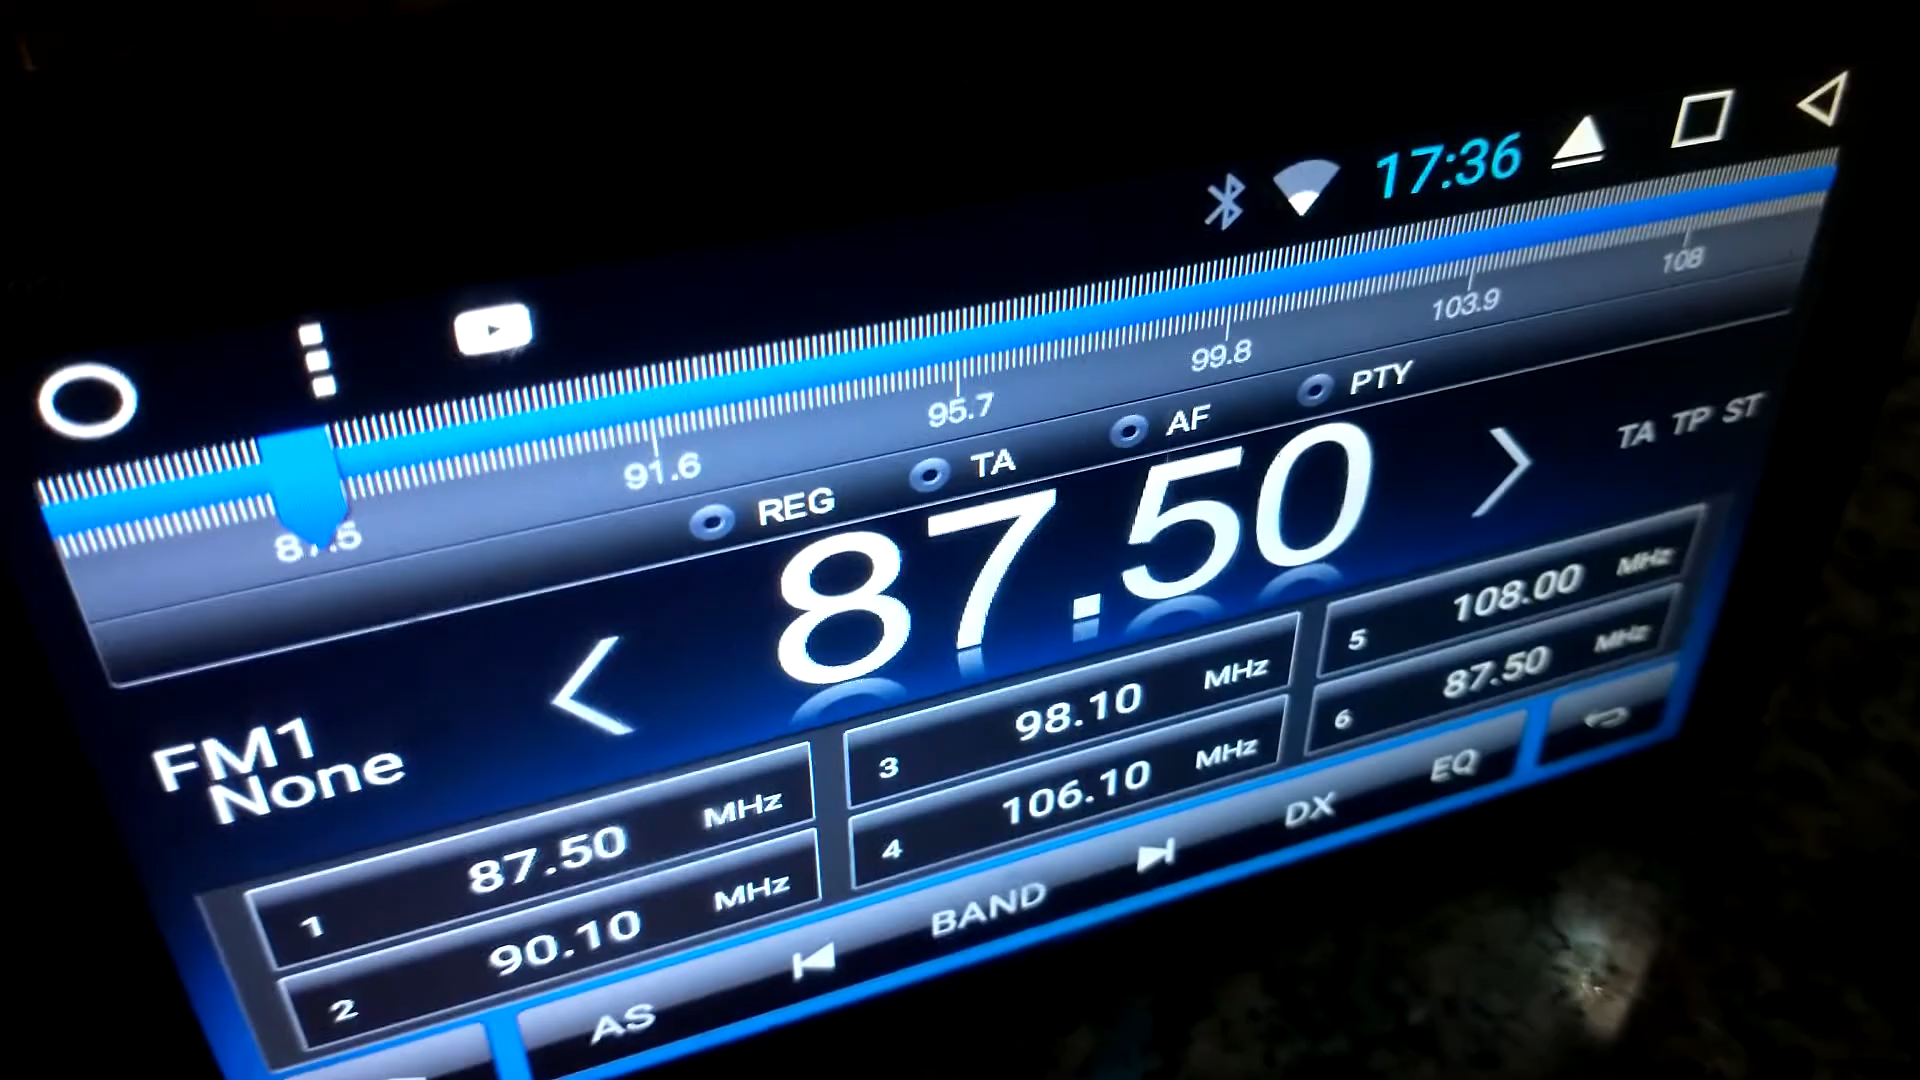 17:36
87.5 91.6 95.7 99.8 103.9 108
REG TA AF PTY
87.50
TA TP ST
FM1
None
1 87.50 MHz
2 90.10 MHz
3 98.10 MHz
4 106.10 MHz
5 108.00 MHz
6 87.50 MHz
AS BAND DX EQ